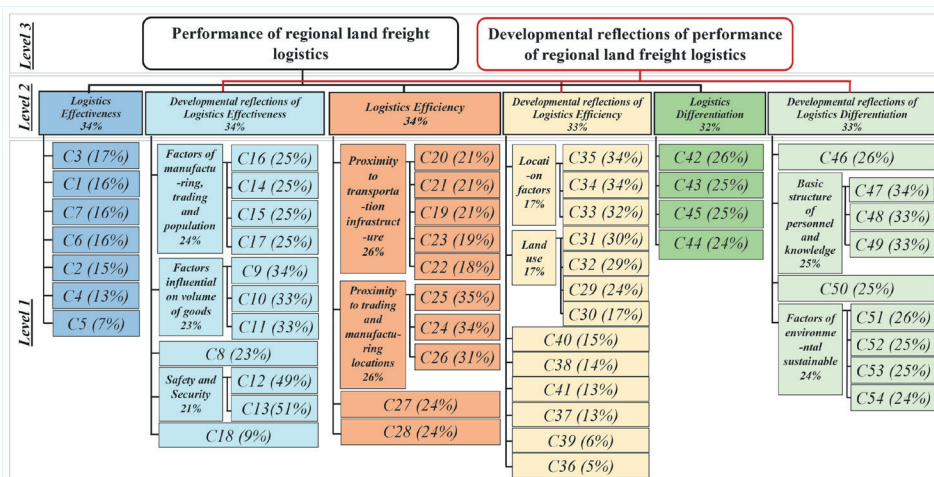 Level 3
Performance of regional land freight
logistics
Developmental reflections of performance
of regional land freight logistics
Level 2
Logistics
Effectiveness
34%
Developmental reflections of
Logistics Effectiveness
34%
Logistics Efficiency
34%
Developmental reflections of
Logistics Efficiency
33%
Logistics
Differentiation
32%
Developmental reflections of
Logistics Differentiation
33%
Level 1
C3 (17%)
C1 (16%)
C7 (16%)
C6 (16%)
C2 (15%)
C4 (13%)
C5 (7%)
Factors of
manufactu
-ring,
trading
and
population
24%
C16 (25%)
C14 (25%)
C15 (25%)
C17 (25%)
Factors
influential
on volume
of goods
23%
C9 (34%)
C10 (33%)
C11 (33%)
C8 (23%)
Safety and
Security
21%
C12 (49%)
C13(51%)
C18 (9%)
Proximity
to
transporta
-tion
infrastruct
-ure
26%
C20 (21%)
C21 (21%)
C19 (21%)
C23 (19%)
C22 (18%)
Proximity to
trading and
manufactu-
ring
locations
26%
C25 (35%)
C24 (34%)
C26 (31%)
C27 (24%)
C28 (24%)
Locati
-on
factors
17%
C35 (34%)
C34 (34%)
C33 (32%)
Land
use
17%
C31 (30%)
C32 (29%)
C29 (24%)
C30 (17%)
C40 (15%)
C38 (14%)
C41 (13%)
C37 (13%)
C39 (6%)
C36 (5%)
C42 (26%)
C43 (25%)
C45 (25%)
C44 (24%)
C46 (26%)
Basic
structure of
personnel
and
knowledge
25%
C47 (34%)
C48 (33%)
C49 (33%)
C50 (25%)
Factors of
environme
-ntal
sustainable
24%
C51 (26%)
C52 (25%)
C53 (25%)
C54 (24%)